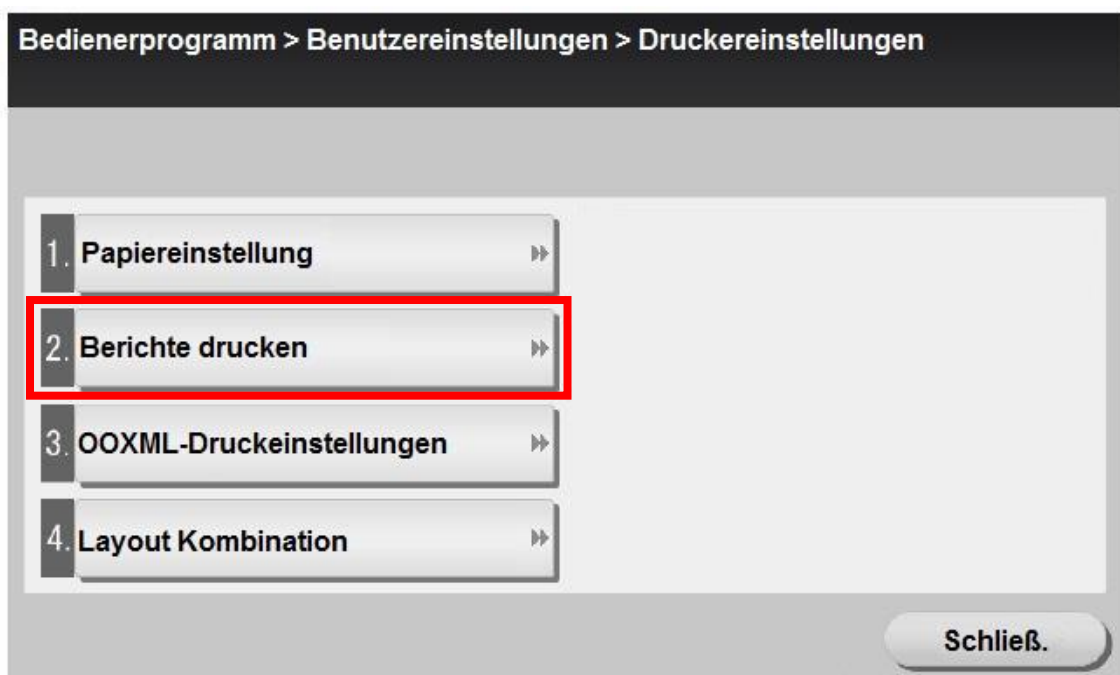 Bedienerprogramm > Benutzereinstellungen > Druckereinstellungen
1. Papiereinstellung
2. Berichte drucken
3. OOXML-Druckeinstellungen
4. Layout Kombination
Schließ.